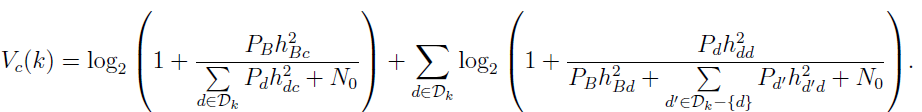 $V_c(k) = \log_2 \left( 1 + \frac{P_B h_{Bc}^2}{\sum_{d \in \mathcal{D}_k} P_d h_{dc}^2 + N_0} \right) + \sum_{d \in \mathcal{D}_k} \log_2 \left( 1 + \frac{P_d h_{dd}^2}{P_B h_{Bd}^2 + \sum_{d' \in \mathcal{D}_k - \{d\}} P_{d'} h_{d'd}^2 + N_0} \right).$